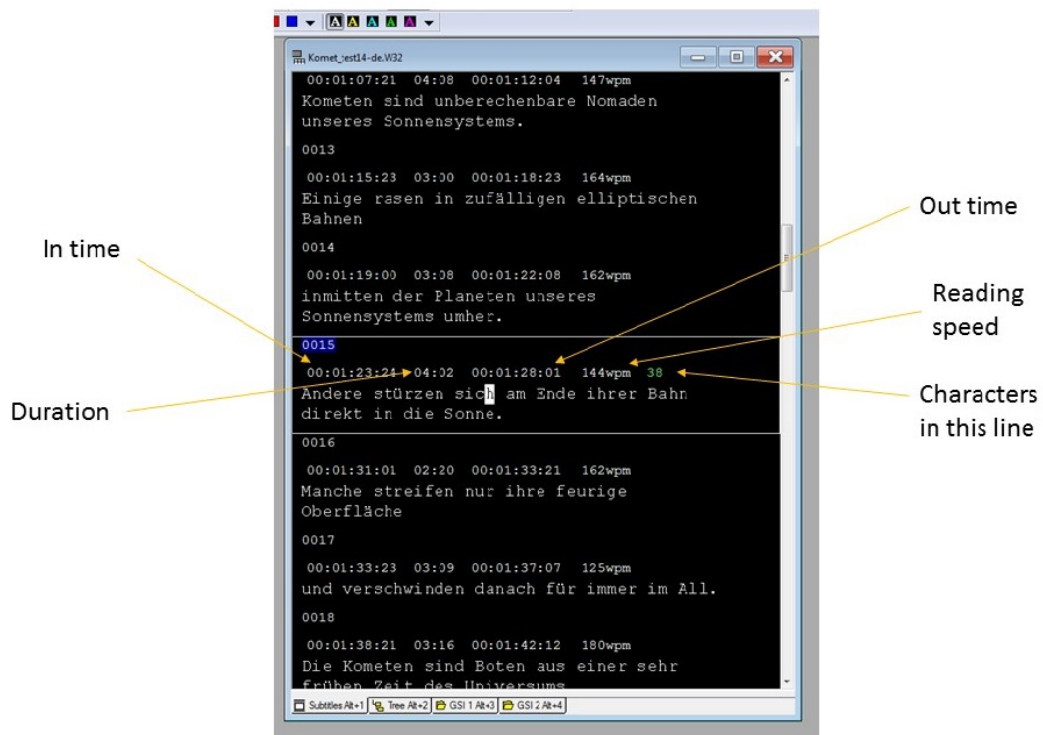 A A A A A
Komet_test14-de.W32
00:01:07:21 04:08 00:01:12:04 147wpm
Kometen sind unberechenbare Nomaden
unseres Sonnensystems.
0013
00:01:15:23 03:00 00:01:18:23 164wpm
Einige rasen in zufälligen elliptischen
Bahnen
0014
00:01:19:00 03:08 00:01:22:08 162wpm
inmitten der Planeten unseres
Sonnensystems umher.
0015
00:01:23:24 04:02 00:01:28:01 144wpm 38
Andere stürzen sich am Ende ihrer Bahn
direkt in die Sonne.
0016
00:01:31:01 02:20 00:01:33:21 162wpm
Manche streifen nur ihre feurige
Oberfläche
0017
00:01:33:23 03:09 00:01:37:07 125wpm
und verschwinden danach für immer im All.
0018
00:01:38:21 03:16 00:01:42:12 180wpm
Die Kometen sind Boten aus einer sehr
frühen Zeit des Universums
Subtitles Alt+1 Tree Alt+2 GSI 1 Alt+3 GSI 2 Alt+4
In time
Duration
Out time
Reading
speed
Characters
in this line